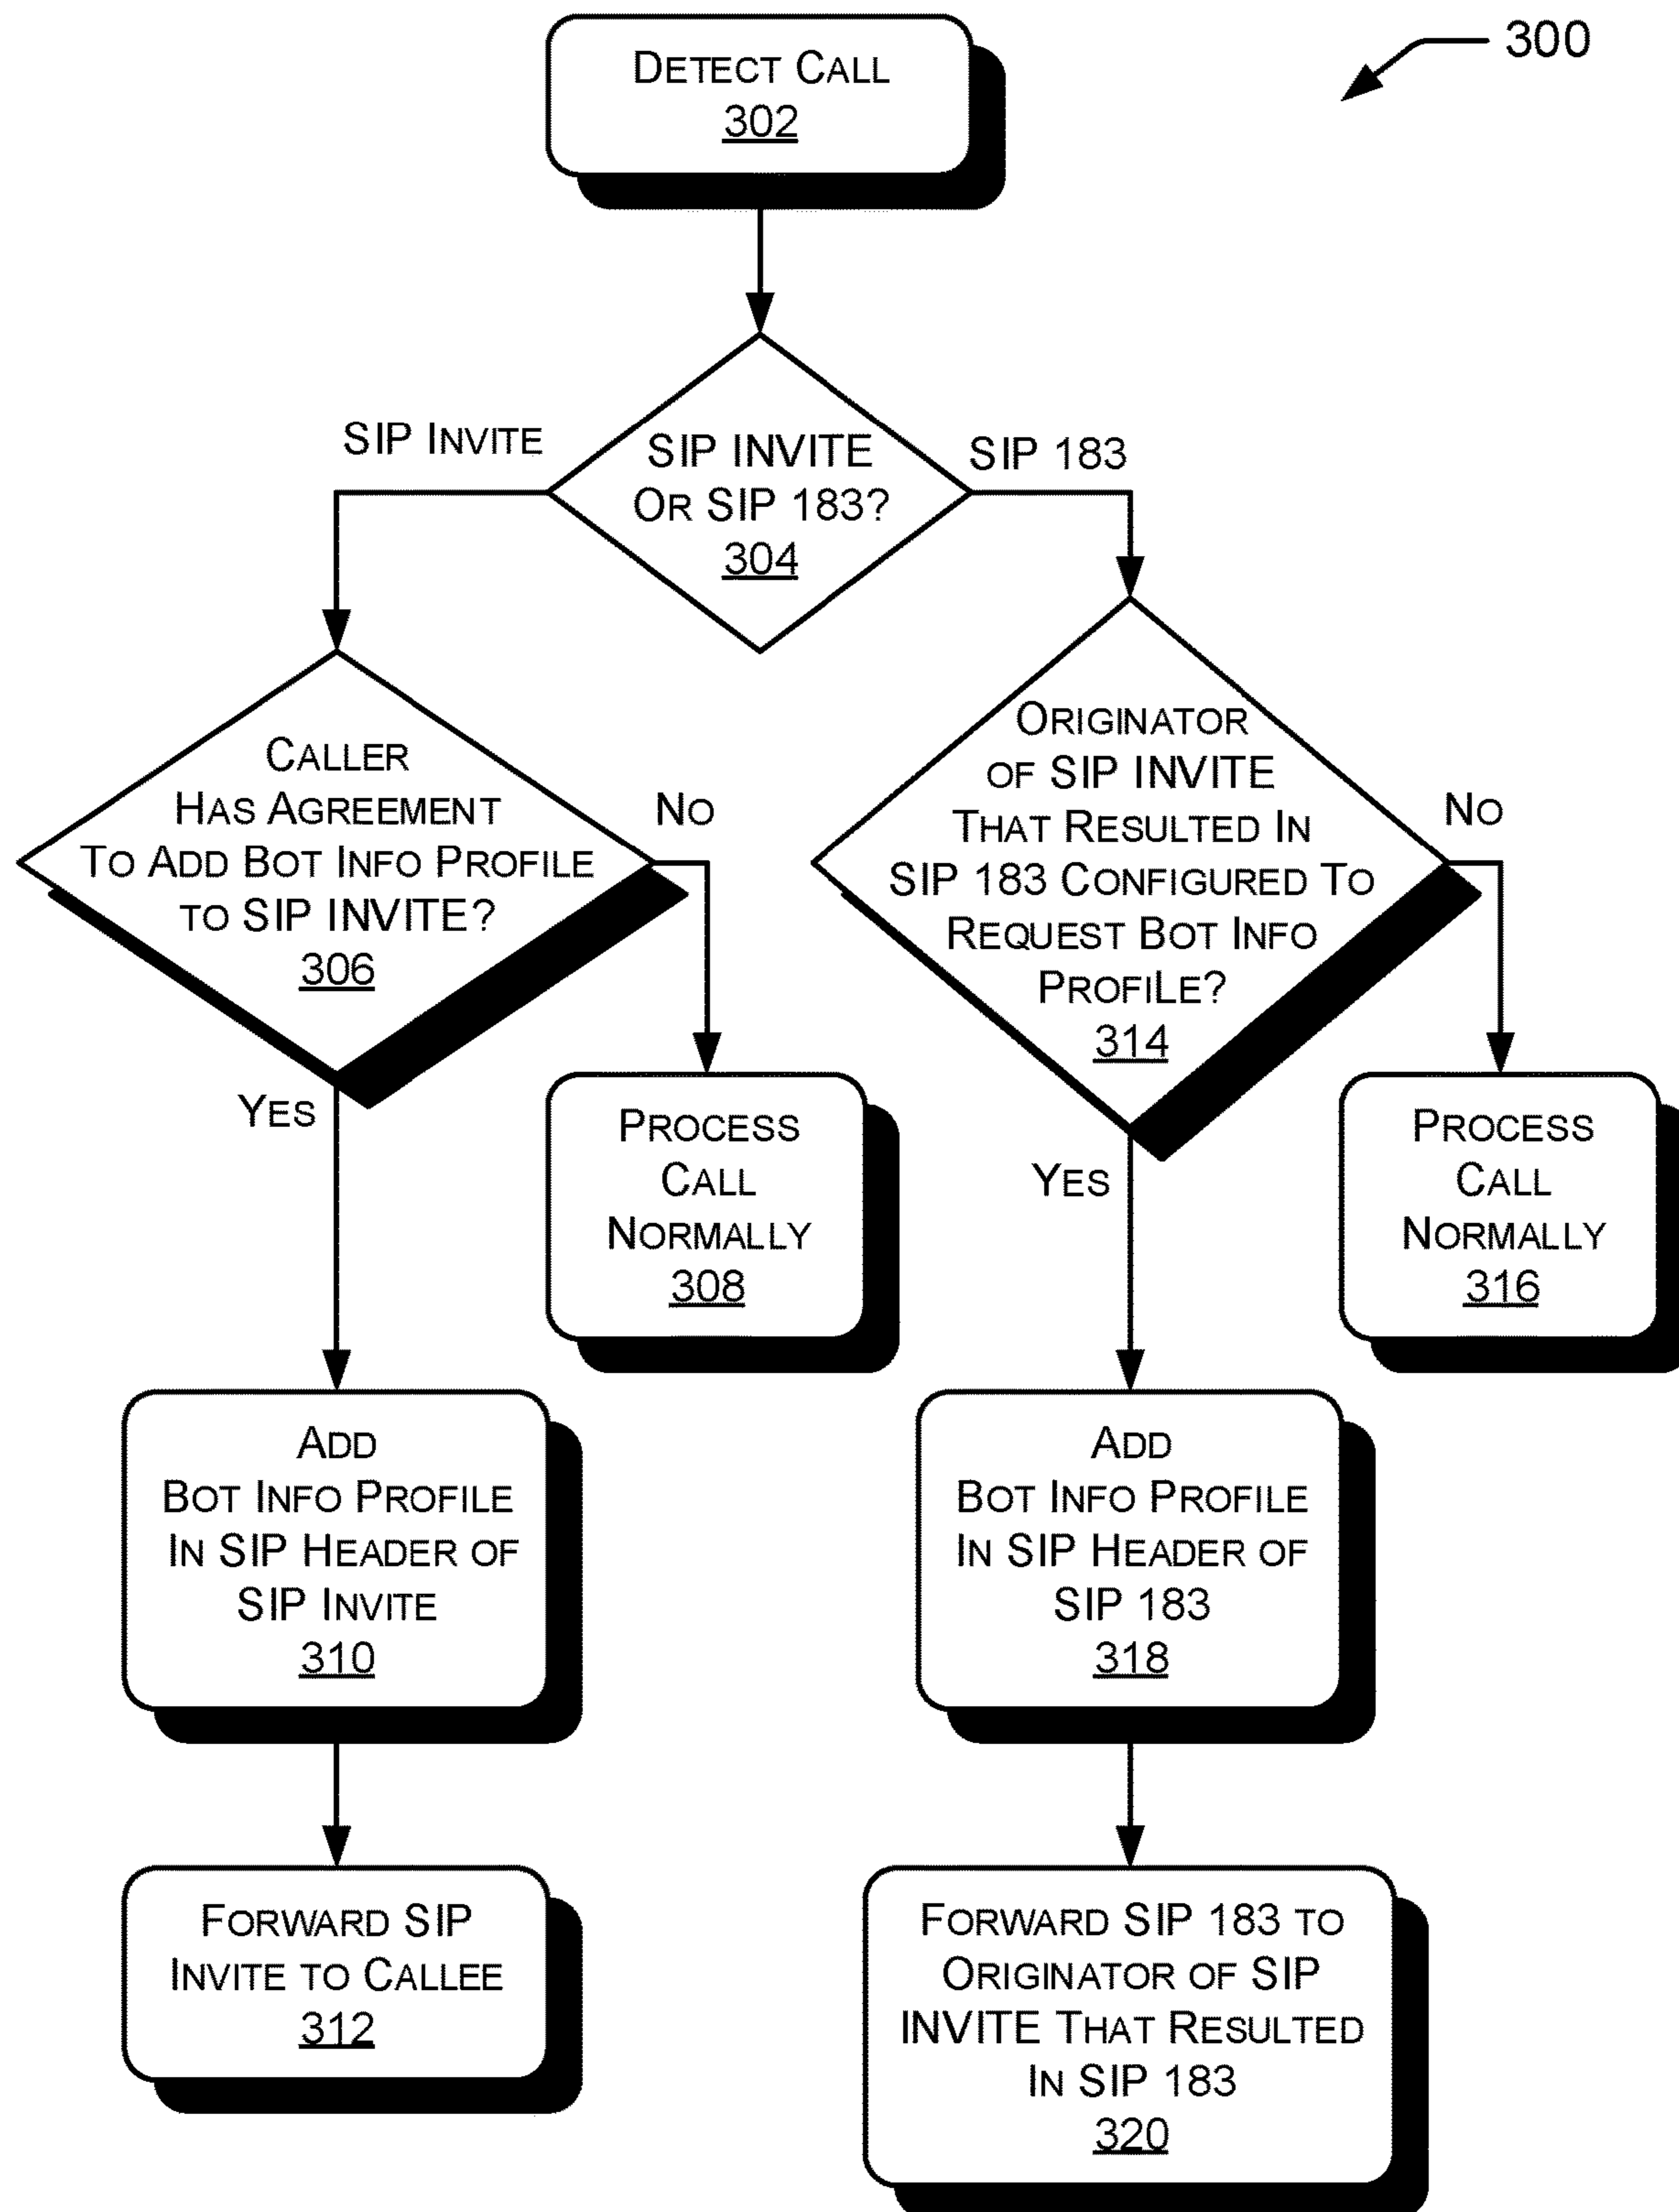 DETECT CALL
302
300
SIP INVITE
SIP INVITE
OR SIP 183?
304
SIP 183
CALLER
HAS AGREEMENT
TO ADD BOT INFO PROFILE
TO SIP INVITE?
306
NO
YES
PROCESS
CALL
NORMALLY
308
ADD
BOT INFO PROFILE
IN SIP HEADER OF
SIP INVITE
310
FORWARD SIP
INVITE TO CALLEE
312
ORIGINATOR
OF SIP INVITE
THAT RESULTED IN
SIP 183 CONFIGURED TO
REQUEST BOT INFO
PROFILE?
314
NO
YES
PROCESS
CALL
NORMALLY
316
ADD
BOT INFO PROFILE
IN SIP HEADER OF
SIP 183
318
FORWARD SIP 183 TO
ORIGINATOR OF SIP
INVITE THAT RESULTED
IN SIP 183
320